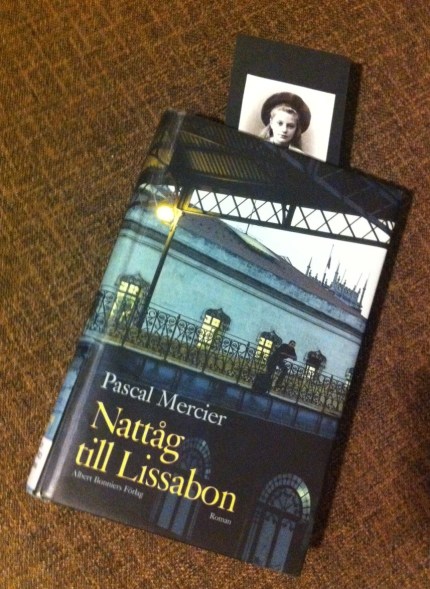 Pascal Mercier
Nattåg
till Lissabon
Albert Bonniers Förlag
Roman